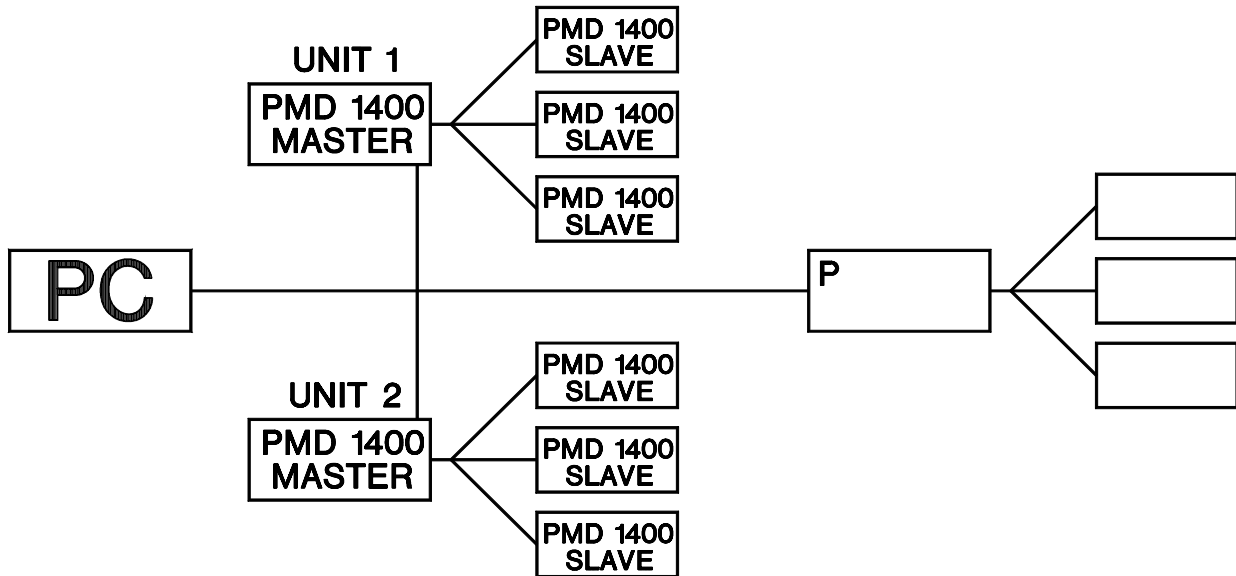 UNIT 1
PMD 1400
MASTER
PMD 1400
SLAVE
PMD 1400
SLAVE
PMD 1400
SLAVE
PC
P
UNIT 2
PMD 1400
MASTER
PMD 1400
SLAVE
PMD 1400
SLAVE
PMD 1400
SLAVE